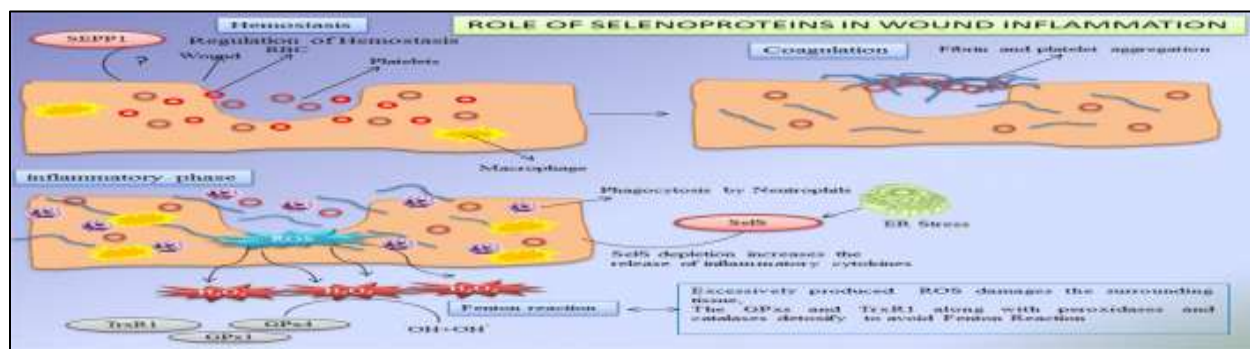 ROLE OF SELENOPROTEINS IN WOUND INFLAMMATION
Hemostasis
SEPP1
Regulation of Hemostasis
RBC
Wound
?
Platelets
Coagulation
Fibrin and platelet aggregation
Macrophage
Inflammatory phase
Phagocytosis by Neutrophils
ROS
SelS
ER Stress
SelS depletion increases the
release of inflammatory cytokines
H₂O₂ H₂O₂ H₂O₂
Fenton reaction
TrxR1
GPx4
GPx1
OH+OH
Excessively produced ROS damages the surrounding
tissue.
The GPxs and TrxR1 along with peroxidases and
catalases detoxify to avoid Fenton Reaction